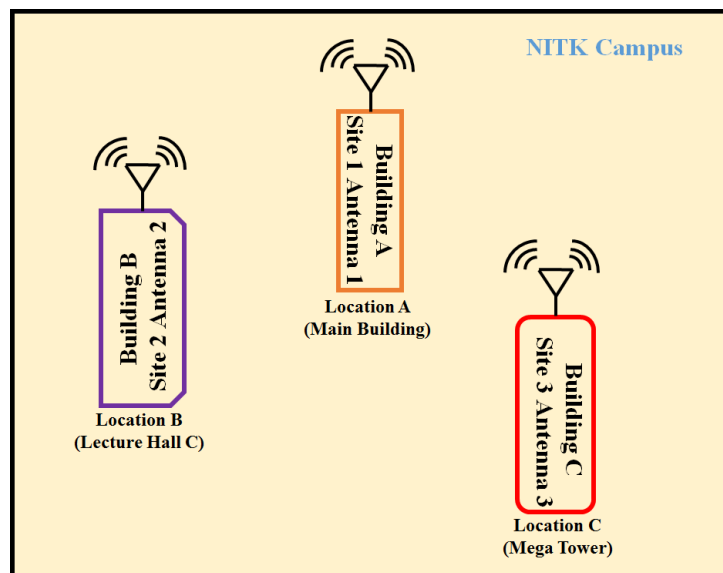 NITK Campus
Building A
Site 1 Antenna 1
Location A
(Main Building)
Building B
Site 2 Antenna 2
Location B
(Lecture Hall C)
Building C
Site 3 Antenna 3
Location C
(Mega Tower)